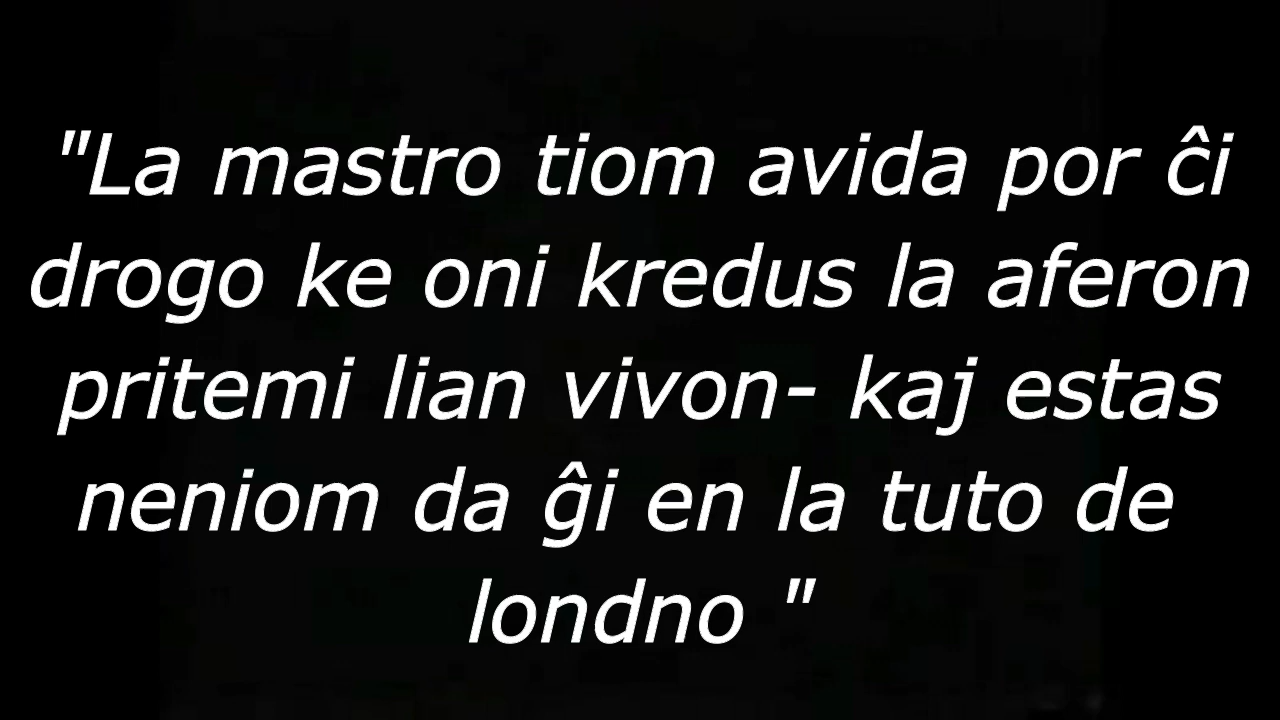 "La mastro tiom avida por ĉi
drogo ke oni kredus la aferon
pritemi lian vivon- kaj estas
neniom da ĝi en la tuto de
londno "